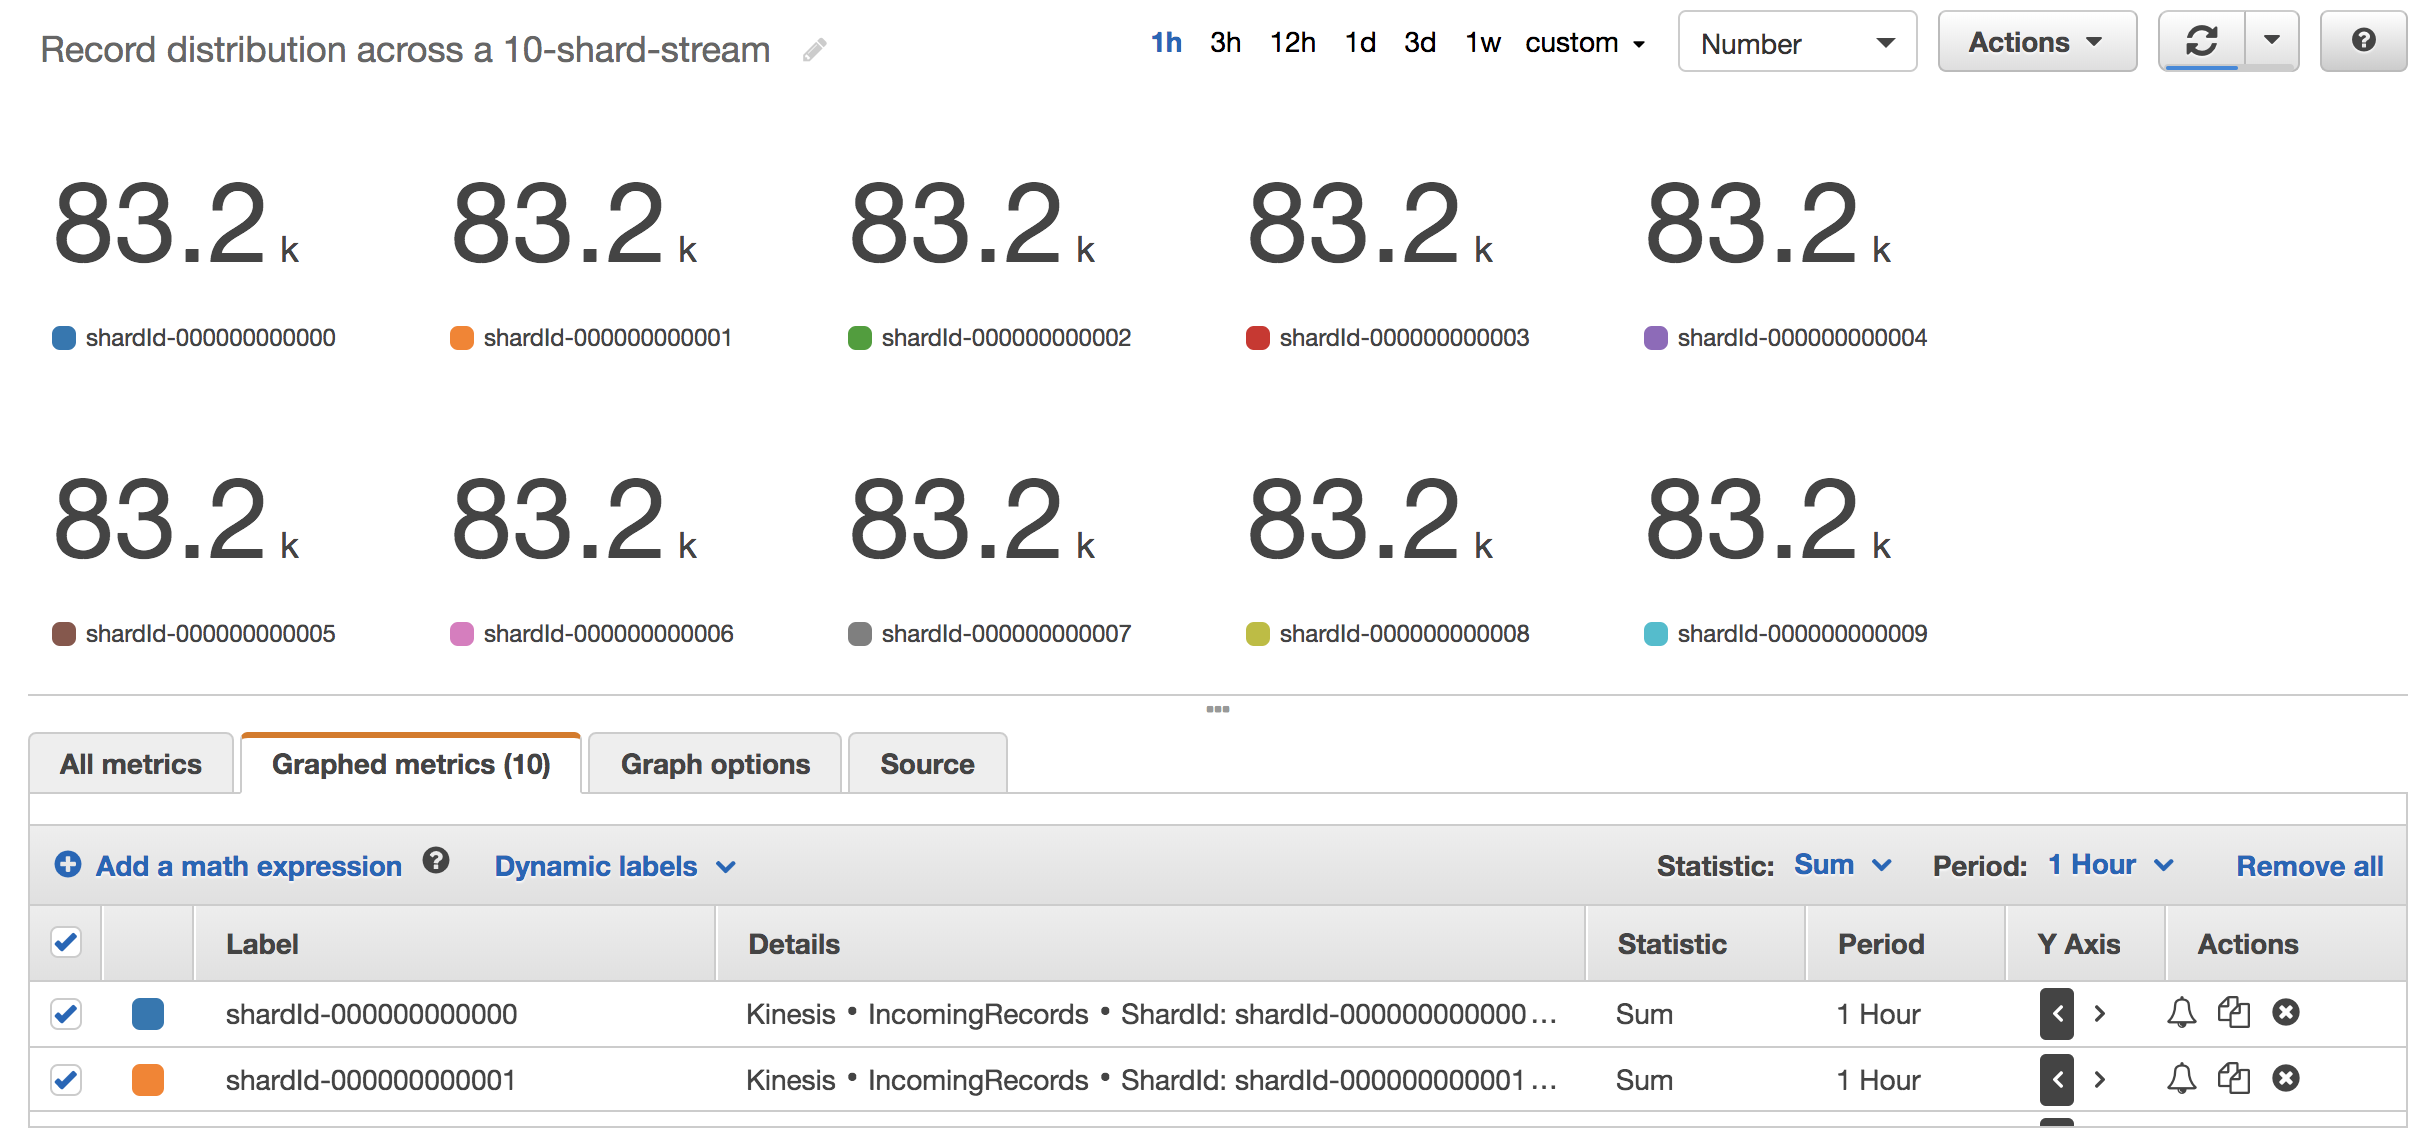 Record distribution across a 10-shard-stream 1h 3h 12h 1d 3d 1w custom Number Actions ?
83.2 k 83.2 k 83.2 k 83.2 k 83.2 k
shardId-000000000000 shardId-000000000001 shardId-000000000002 shardId-000000000003 shardId-000000000004
83.2 k 83.2 k 83.2 k 83.2 k 83.2 k
shardId-000000000005 shardId-000000000006 shardId-000000000007 shardId-000000000008 shardId-000000000009
All metrics Graphed metrics (10) Graph options Source
Add a math expression ? Dynamic labels Statistic: Sum Period: 1 Hour Remove all
Label Details Statistic Period Y Axis Actions
shardId-000000000000 Kinesis • IncomingRecords • ShardId: shardId-000000000000 ... Sum 1 Hour
shardId-000000000001 Kinesis • IncomingRecords • ShardId: shardId-000000000001 ... Sum 1 Hour